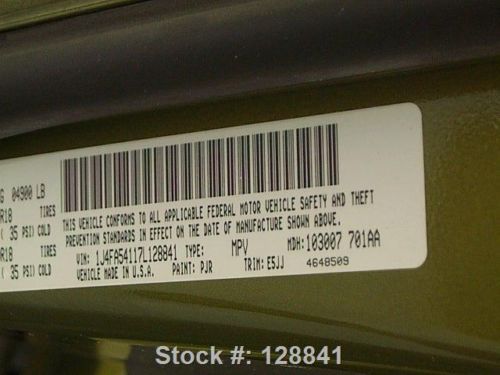 G 04900 LB
R18 TIRES
( 35 PSI) COLD
R18 TIRES
( 35 PSI) COLD
THIS VEHICLE CONFORMS TO ALL APPLICABLE FEDERAL MOTOR VEHICLE SAFETY AND THEFT
PREVENTION STANDARDS IN EFFECT ON THE DATE OF MANUFACTURE SHOWN ABOVE.
VIN: 1J4FA54117L128841 TYPE: MPV MDH: 103007 701AA
VEHICLE MADE IN U.S.A. PAINT: PJR TRIM: E5JJ 4648509
Stock #: 128841